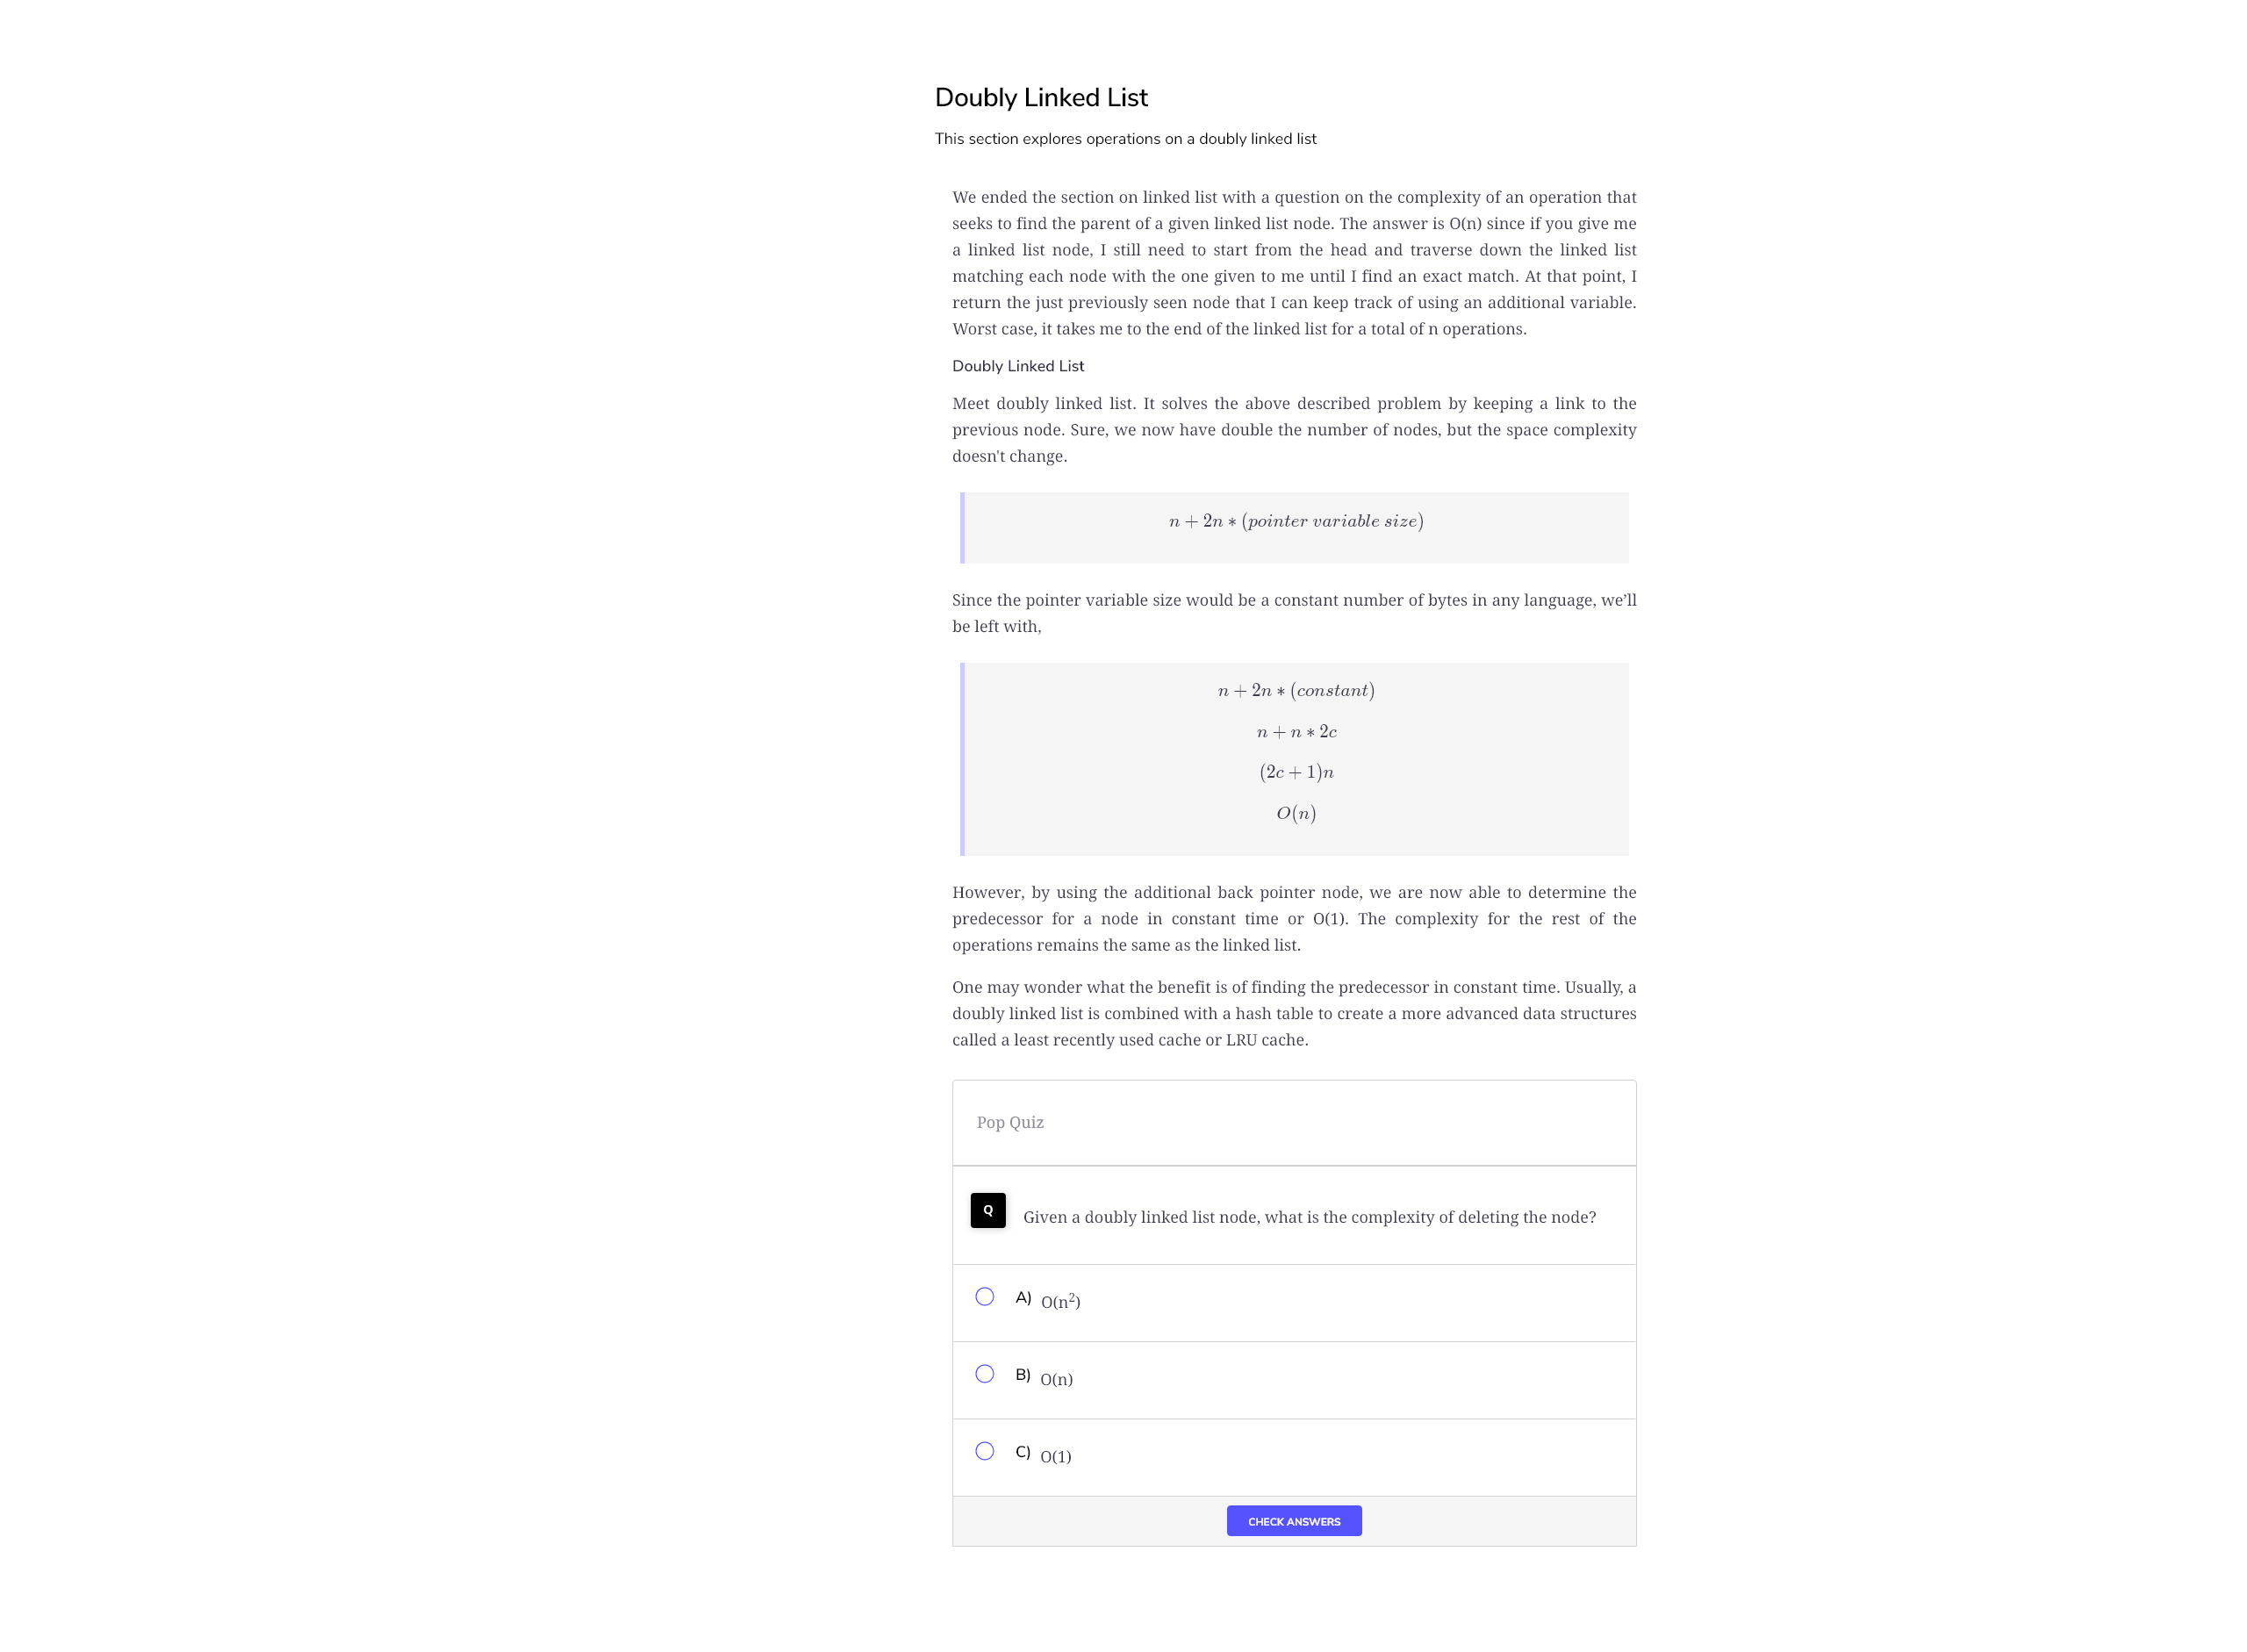 Doubly Linked List
This section explores operations on a doubly linked list
We ended the section on linked list with a question on the complexity of an operation that
seeks to find the parent of a given linked list node. The answer is O(n) since if you give me
a linked list node, I still need to start from the head and traverse down the linked list
matching each node with the one given to me until I find an exact match. At that point, I
return the just previously seen node that I can keep track of using an additional variable.
Worst case, it takes me to the end of the linked list for a total of n operations.
Doubly Linked List
Meet doubly linked list. It solves the above described problem by keeping a link to the
previous node. Sure, we now have double the number of nodes, but the space complexity
doesn't change.
n + 2n ∗ (pointer variable size)
Since the pointer variable size would be a constant number of bytes in any language, we’ll
be left with,
n + 2n ∗ (constant)
n + n ∗ 2c
(2c + 1)n
O(n)
However, by using the additional back pointer node, we are now able to determine the
predecessor for a node in constant time or O(1). The complexity for the rest of the
operations remains the same as the linked list.
One may wonder what the benefit is of finding the predecessor in constant time. Usually, a
doubly linked list is combined with a hash table to create a more advanced data structures
called a least recently used cache or LRU cache.
Pop Quiz
Q Given a doubly linked list node, what is the complexity of deleting the node?
A) O(n²)
B) O(n)
C) O(1)
CHECK ANSWERS